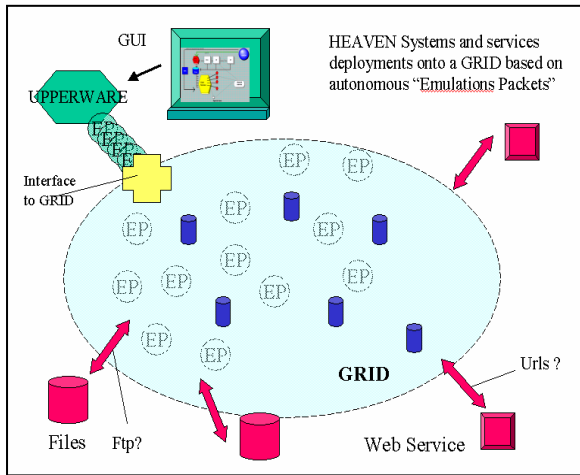 GUI
HEAVEN Systems and services
deployments onto a GRID based on
autonomous “Emulations Packets”
UPPERWARE
EP
EP
EP
EP
Interface
to GRID
EP
EP
EP
EP
EP
EP
EP
EP
EP
EP
EP
GRID
Urls ?
Files
Ftp?
Web Service